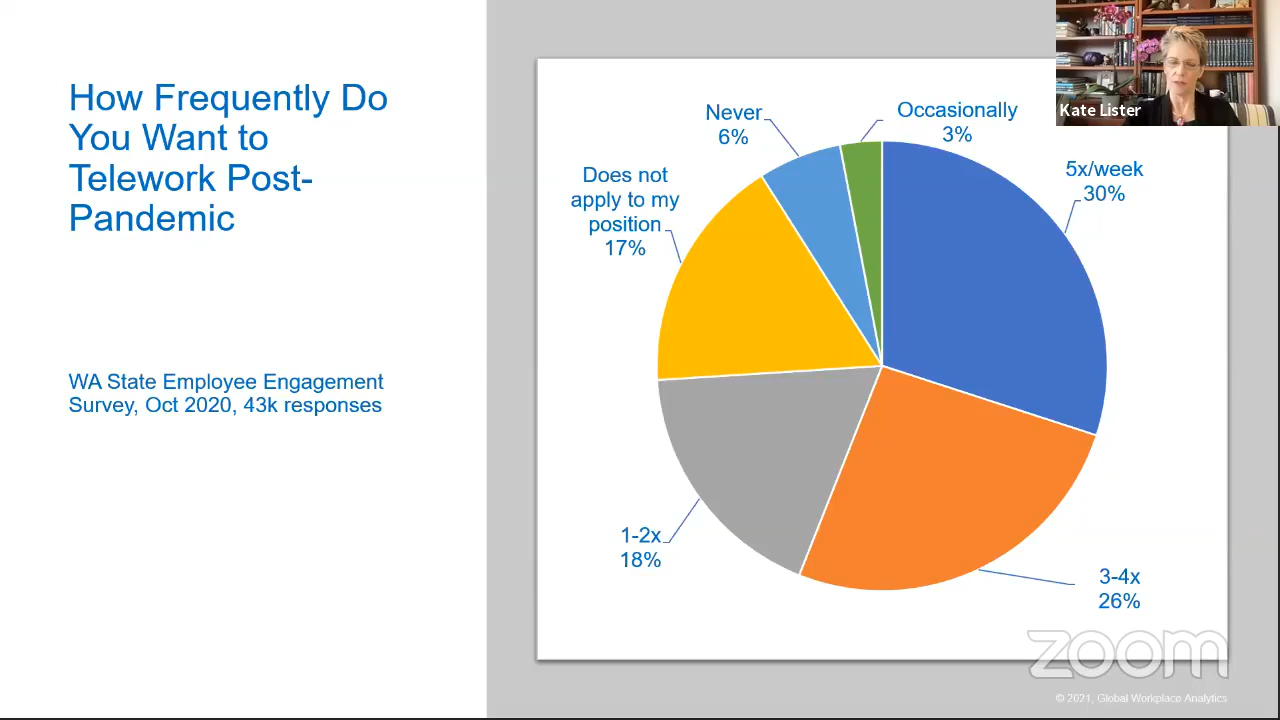 How Frequently Do
You Want to
Telework Post-
Pandemic
WA State Employee Engagement
Survey, Oct 2020, 43k responses
Never
6%
Occasionally
3%
5x/week
30%
Does not
apply to my
position
17%
1-2x
18%
3-4x
26%
Kate Lister
zoom
© 2021, Global Workplace Analytics